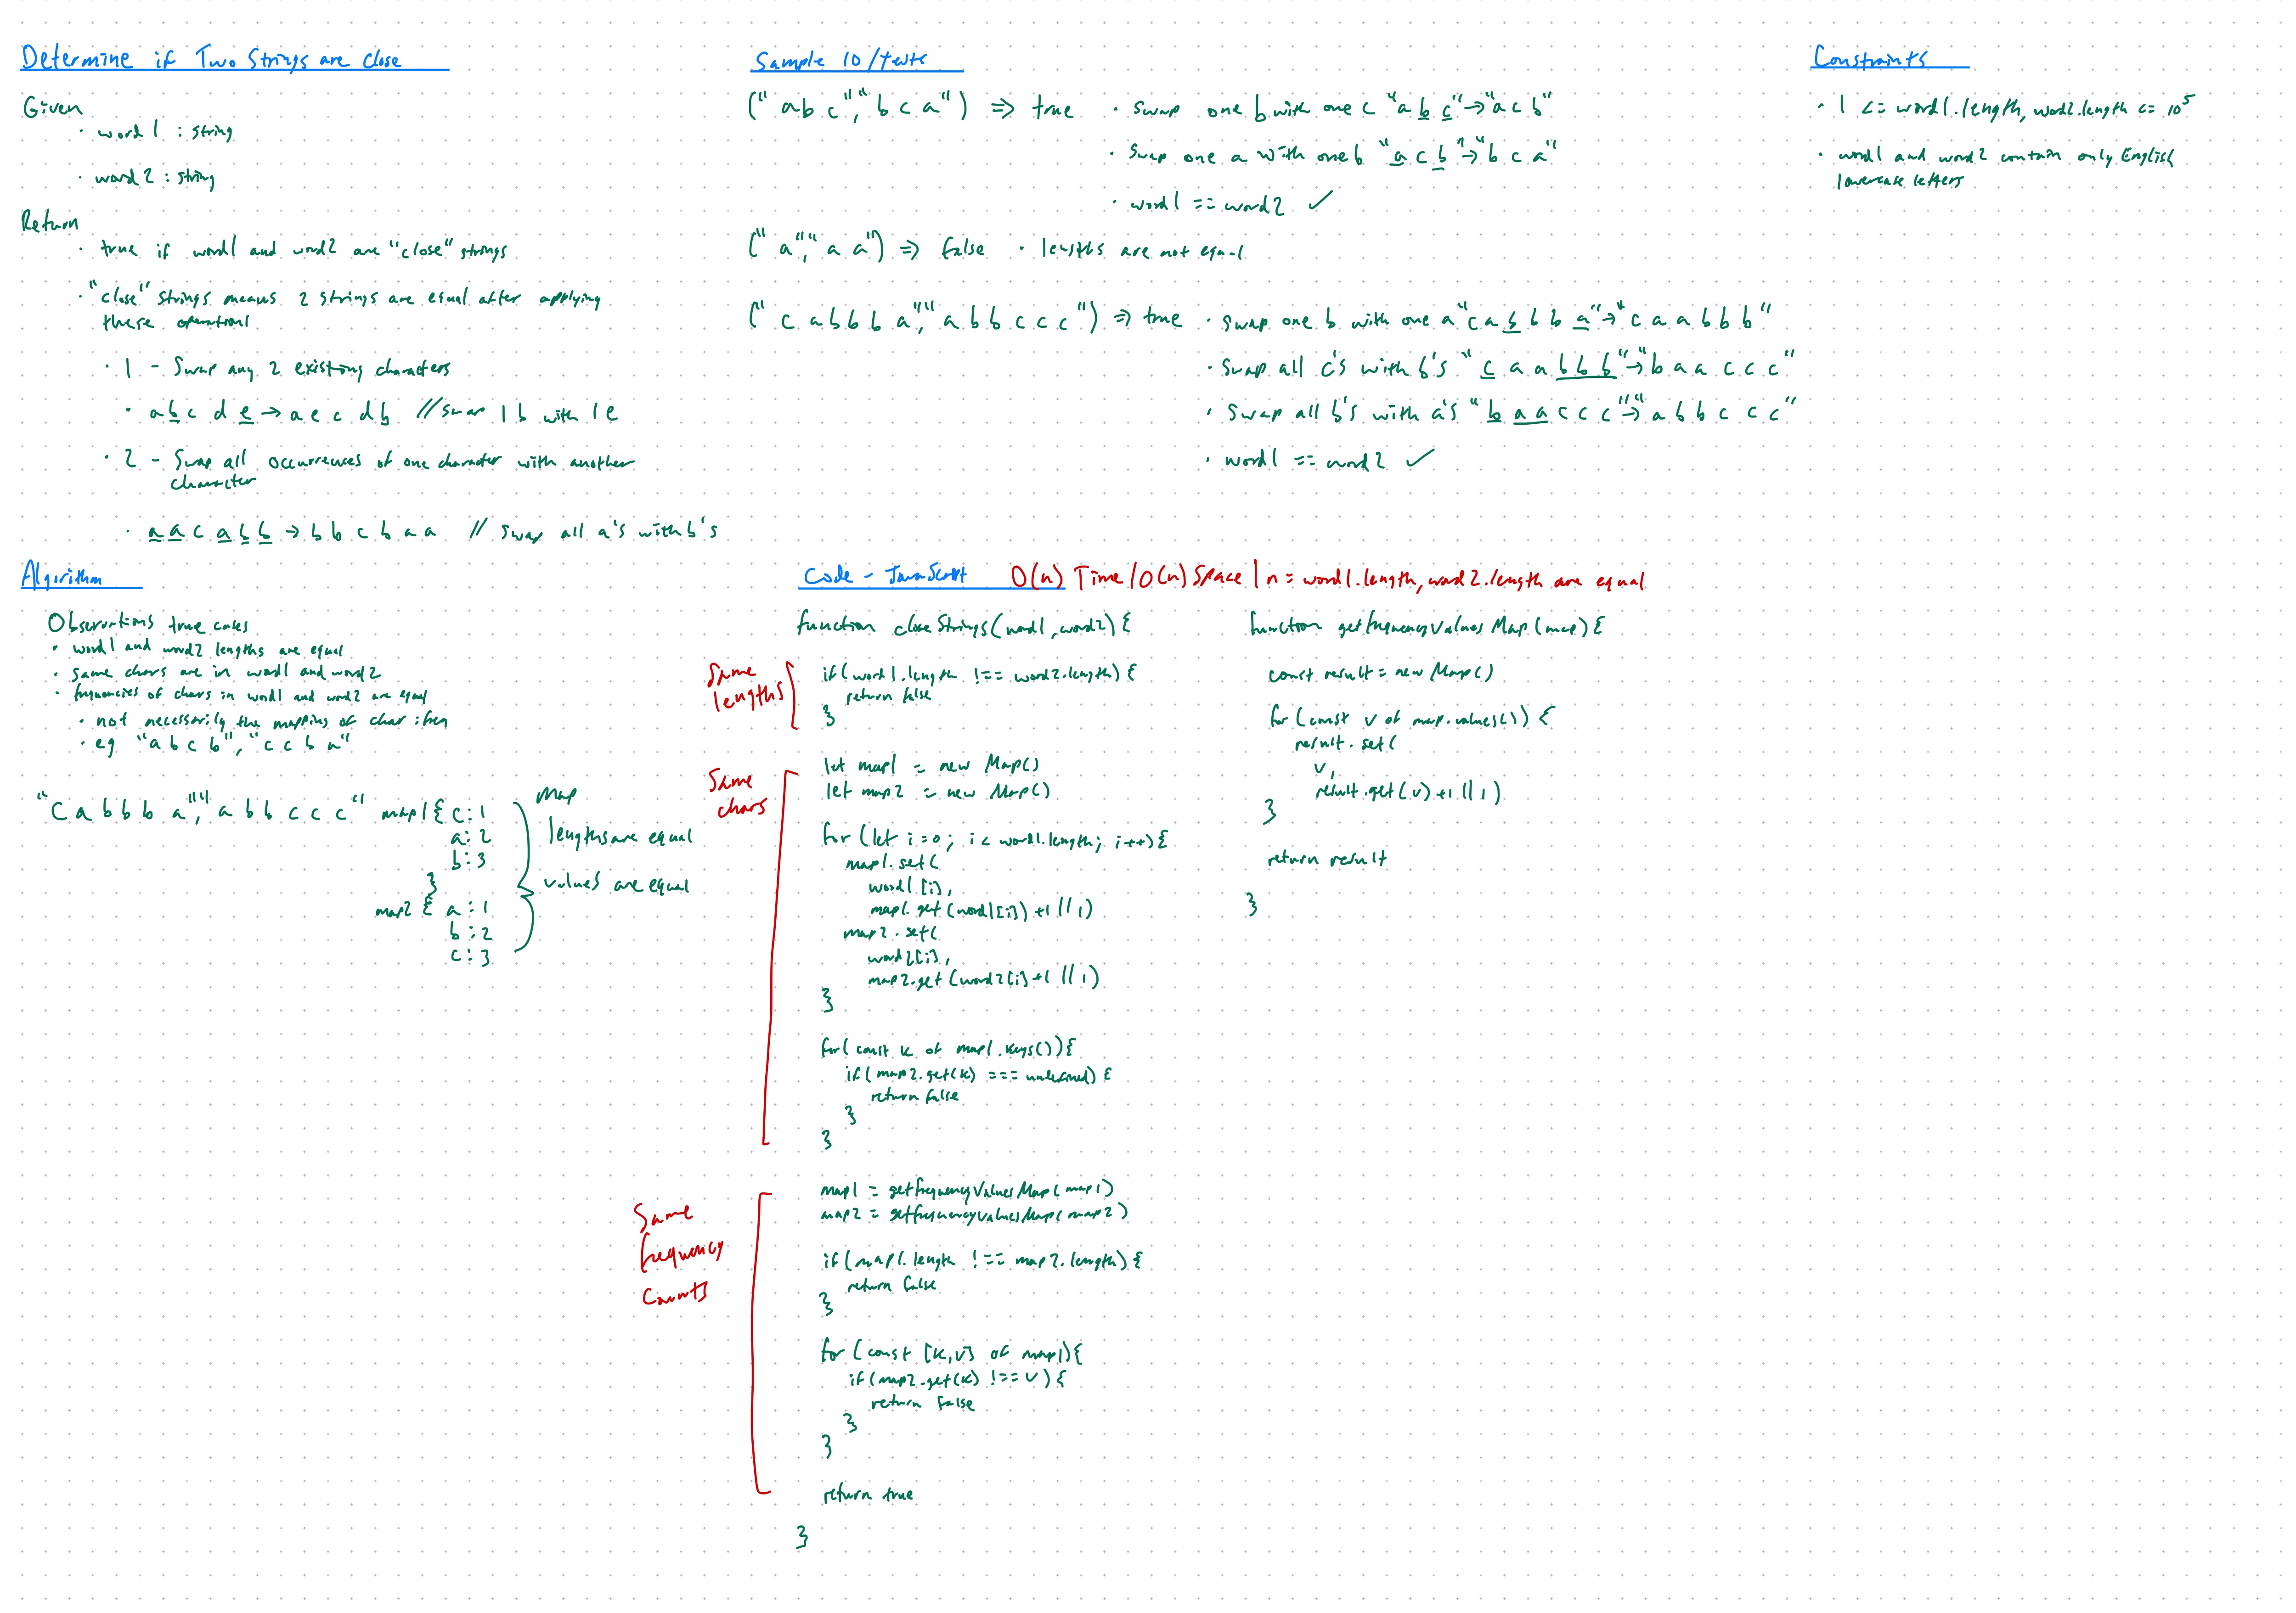 Determine if Two Strings are Close
Given
· word1 : string
· word2 : string
Return
· true if word1 and word2 are "close" strings
· "close" strings means 2 strings are equal after applying
these operations
· 1 - Swap any 2 existing characters
· a b c d e → a e c d b // swap 1 b with 1 e
· 2 - Swap all occurrences of one character with another
character
· a a c a b b → b b c b a a // swap all a's with b's
Sample IO/tests
("abc", "bca") => true · Swap one b with one c "abc" → "acb"
· Swap one a with one b "acb" → "bca"
· word1 == word2 ✓
("a", "aa") => false · lengths are not equal
("cabbba", "abbccc") => true · swap one b with one a "cabbba" → "caabbb"
· Swap all c's with b's "caabbb" → "baaccc"
· Swap all b's with a's "baaccc" → "abbccc"
· word1 == word2 ✓
Constraints
· 1 <= word1.length, word2.length <= 10^5
· word1 and word2 contain only English
lowercase letters
Algorithm
Observations true cases
· word1 and word2 lengths are equal
· same chars are in word1 and word2
· frequencies of chars in word1 and word2 are equal
· not necessarily the mapping of char:freq
· eg "abcb", "ccba"
"cabbba", "abbccc" map1 { c:1
a:2
b:3
}
map2 { a:1
b:2
c:3
map
lengths are equal
values are equal
Code - JavaScript O(n) Time / O(n) Space | n = word1.length, word2.length are equal
Same
lengths
Same
chars
Same
frequency
counts
function closeStrings(word1, word2) {
if (word1.length !== word2.length) {
return false
}
let map1 = new Map()
let map2 = new Map()
for (let i=0; i < word1.length; i++) {
map1.set(
word1[i],
map1.get(word1[i]) +1 || 1)
map2.set(
word2[i],
map2.get(word2[i] +1 || 1)
}
for (const k of map1.keys()) {
if (map2.get(k) === undefined) {
return false
}
}
map1 = getfrequencyValuesMap(map1)
map2 = getfrequencyValuesMap(map2)
if (map1.length !== map2.length) {
return false
}
for (const [k,v] of map1) {
if (map2.get(k) !== v) {
return false
}
}
return true
}
function getfrequencyValuesMap(map) {
const result = new Map()
for (const v of map.values()) {
result.set(
v,
result.get(v) +1 || 1)
}
return result
}